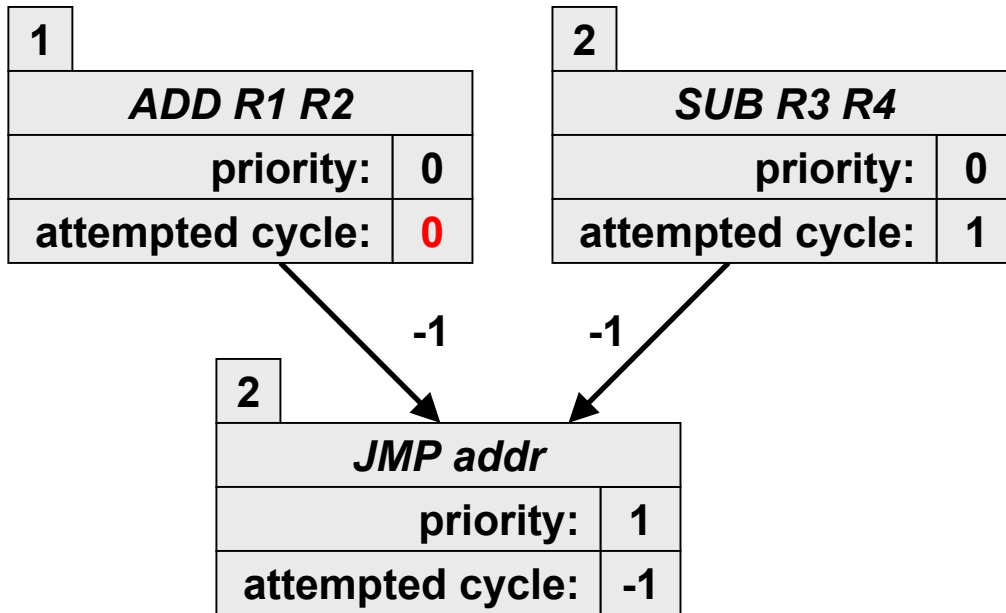 1
ADD R1 R2
priority: 0
attempted cycle: 0
2
SUB R3 R4
priority: 0
attempted cycle: 1
-1
-1
2
JMP addr
priority: 1
attempted cycle: -1